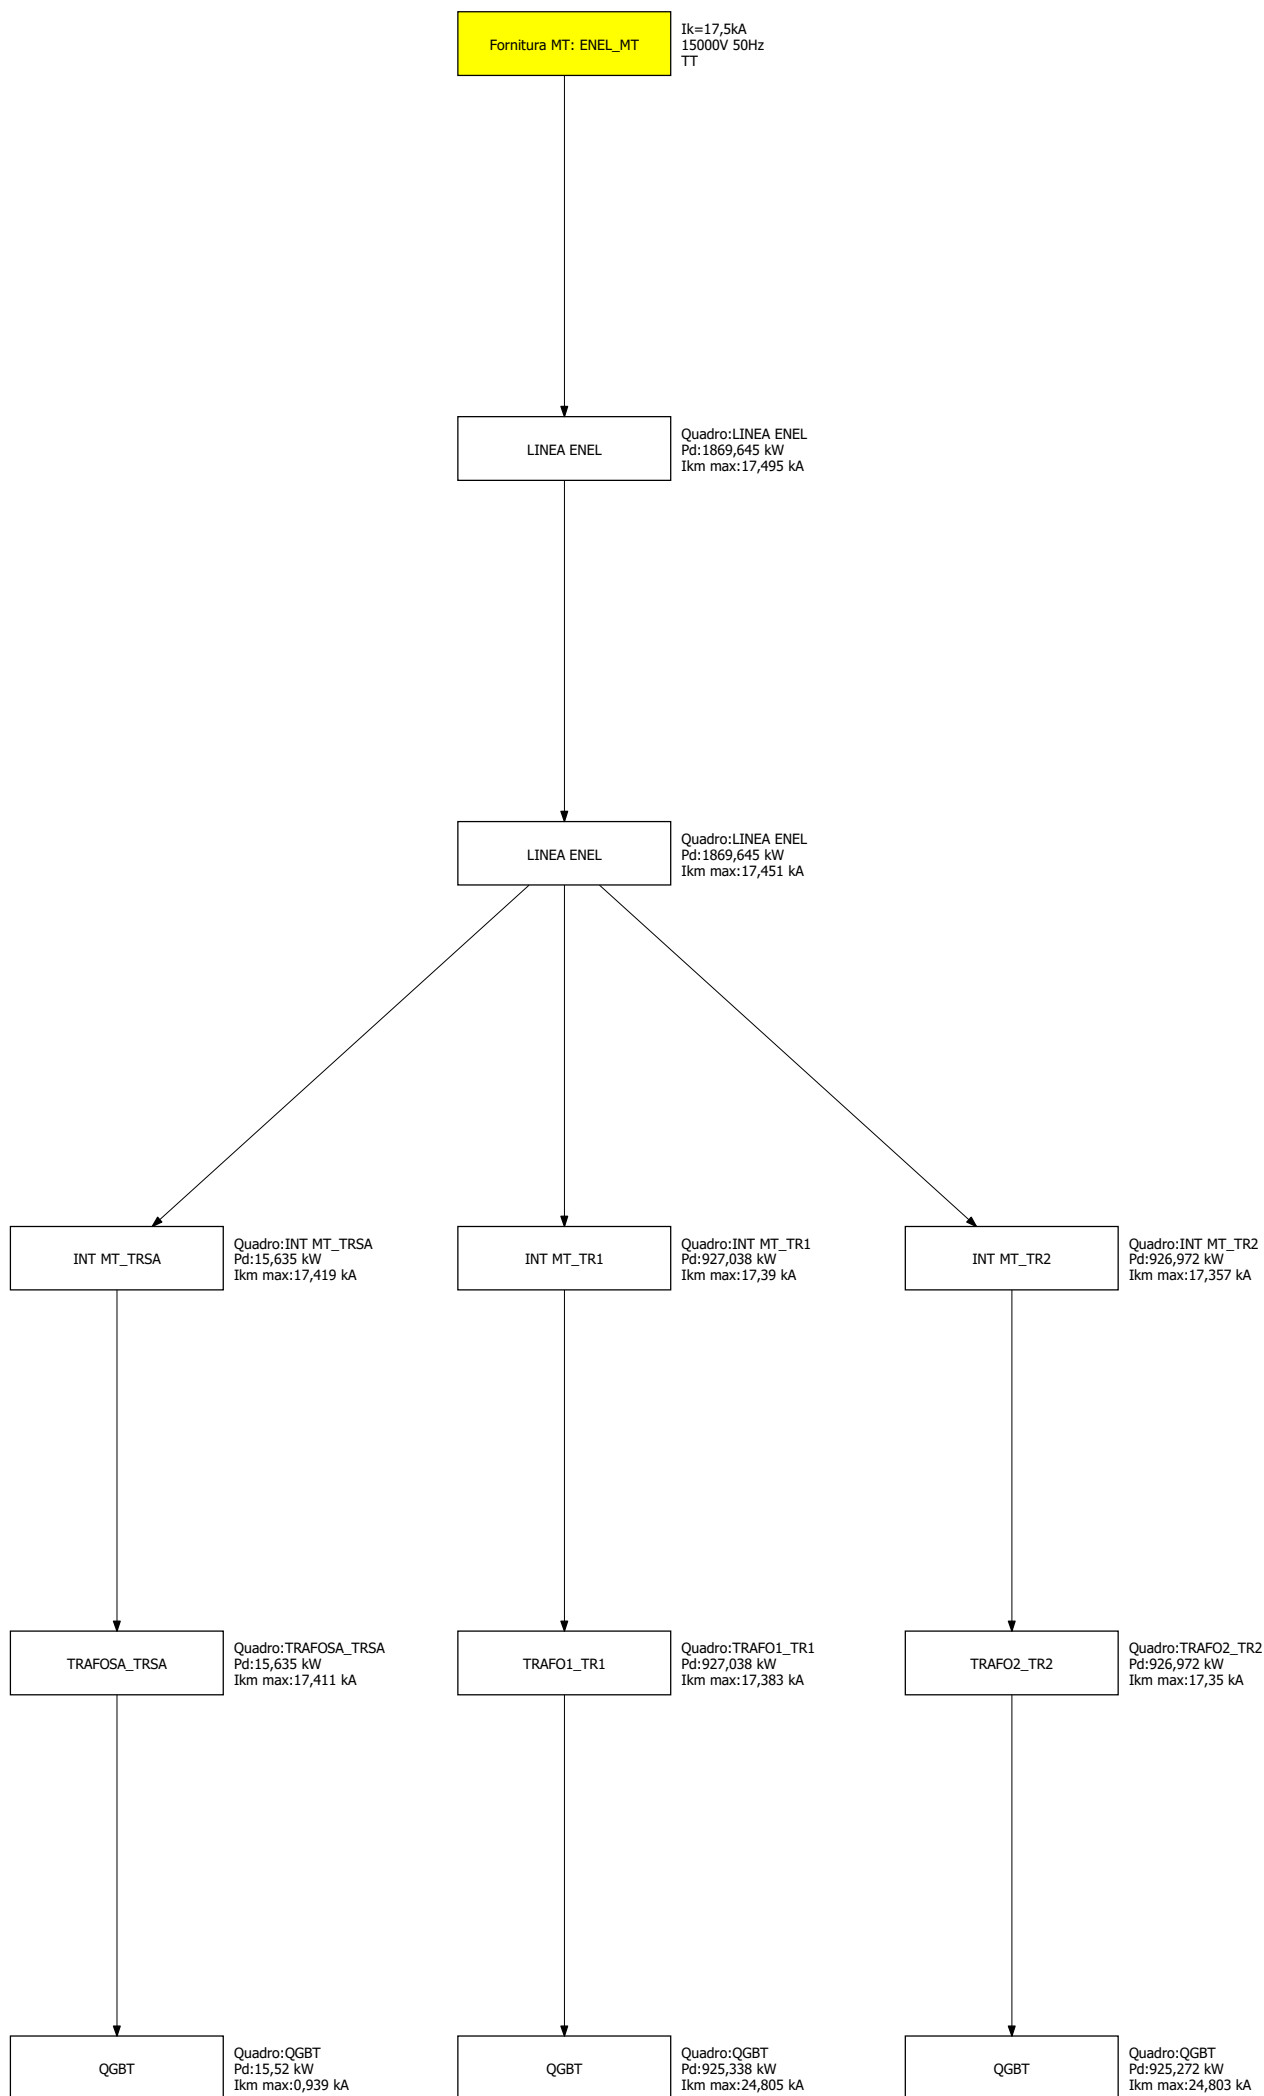 Fornitura MT: ENEL_MT
Ik=17,5kA
15000V 50Hz
TT
LINEA ENEL
Quadro:LINEA ENEL
Pd:1869,645 kW
Ikm max:17,495 kA
LINEA ENEL
Quadro:LINEA ENEL
Pd:1869,645 kW
Ikm max:17,451 kA
INT MT_TRSA
Quadro:INT MT_TRSA
Pd:15,635 kW
Ikm max:17,419 kA
INT MT_TR1
Quadro:INT MT_TR1
Pd:927,038 kW
Ikm max:17,39 kA
INT MT_TR2
Quadro:INT MT_TR2
Pd:926,972 kW
Ikm max:17,357 kA
TRAFOSA_TRSA
Quadro:TRAFOSA_TRSA
Pd:15,635 kW
Ikm max:17,411 kA
TRAFO1_TR1
Quadro:TRAFO1_TR1
Pd:927,038 kW
Ikm max:17,383 kA
TRAFO2_TR2
Quadro:TRAFO2_TR2
Pd:926,972 kW
Ikm max:17,35 kA
QGBT
Quadro:QGBT
Pd:15,52 kW
Ikm max:0,939 kA
QGBT
Quadro:QGBT
Pd:925,338 kW
Ikm max:24,805 kA
QGBT
Quadro:QGBT
Pd:925,272 kW
Ikm max:24,803 kA